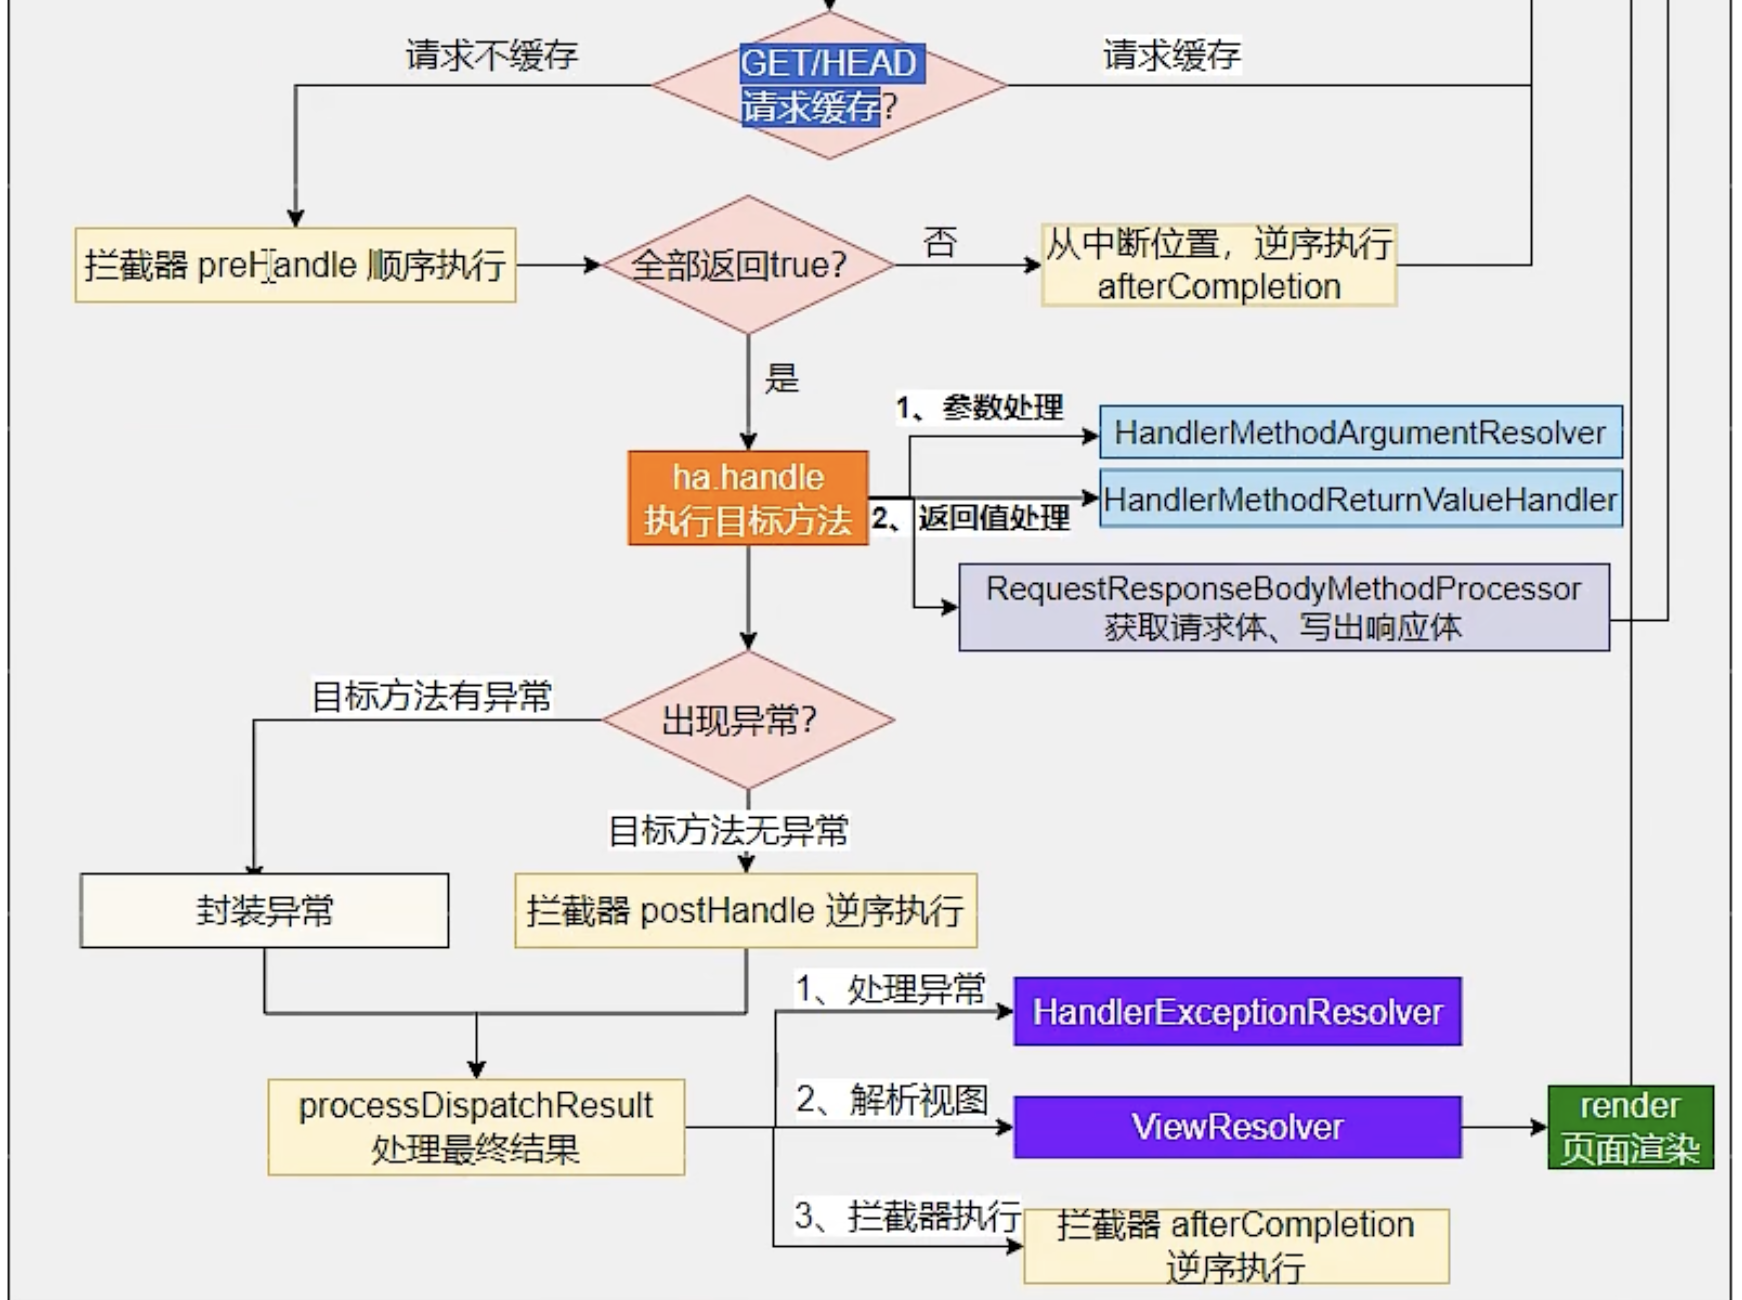 请求不缓存
GET/HEAD
请求缓存?
请求缓存
拦截器 preHandle 顺序执行
全部返回true?
否
从中断位置，逆序执行
afterCompletion
是
1、参数处理
HandlerMethodArgumentResolver
ha.handle
执行目标方法
2、返回值处理
HandlerMethodReturnValueHandler
RequestResponseBodyMethodProcessor
获取请求体、写出响应体
目标方法有异常
出现异常?
目标方法无异常
封装异常
拦截器 postHandle 逆序执行
1、处理异常
HandlerExceptionResolver
processDispatchResult
处理最终结果
2、解析视图
ViewResolver
render
页面渲染
3、拦截器执行
拦截器 afterCompletion
逆序执行